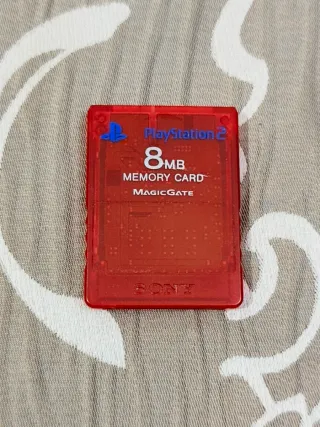 PlayStation 2
8MB
MEMORY CARD
MAGICGATE
SONY